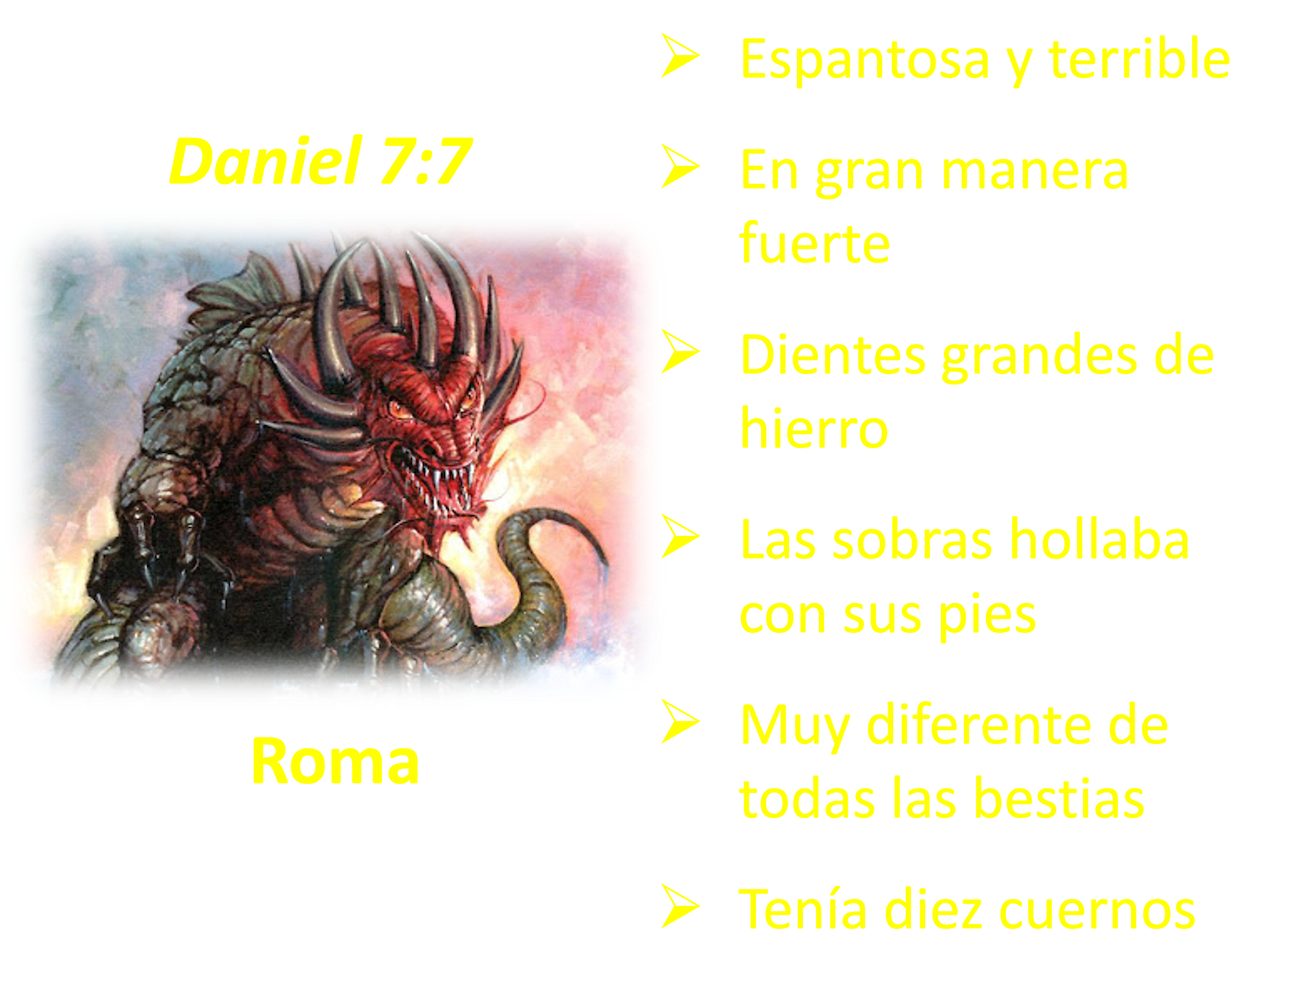 Daniel 7:7
Roma
➢ Espantosa y terrible
➢ En gran manera
fuerte
➢ Dientes grandes de
hierro
➢ Las sobras hollaba
con sus pies
➢ Muy diferente de
todas las bestias
➢ Tenía diez cuernos